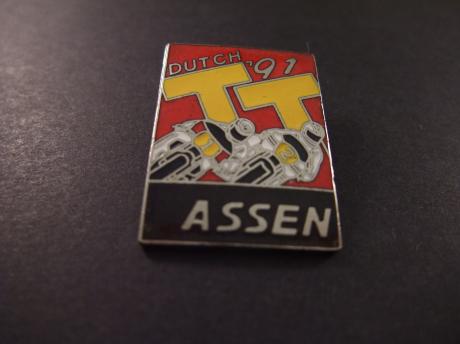 DUTCH '91
TT
ASSEN